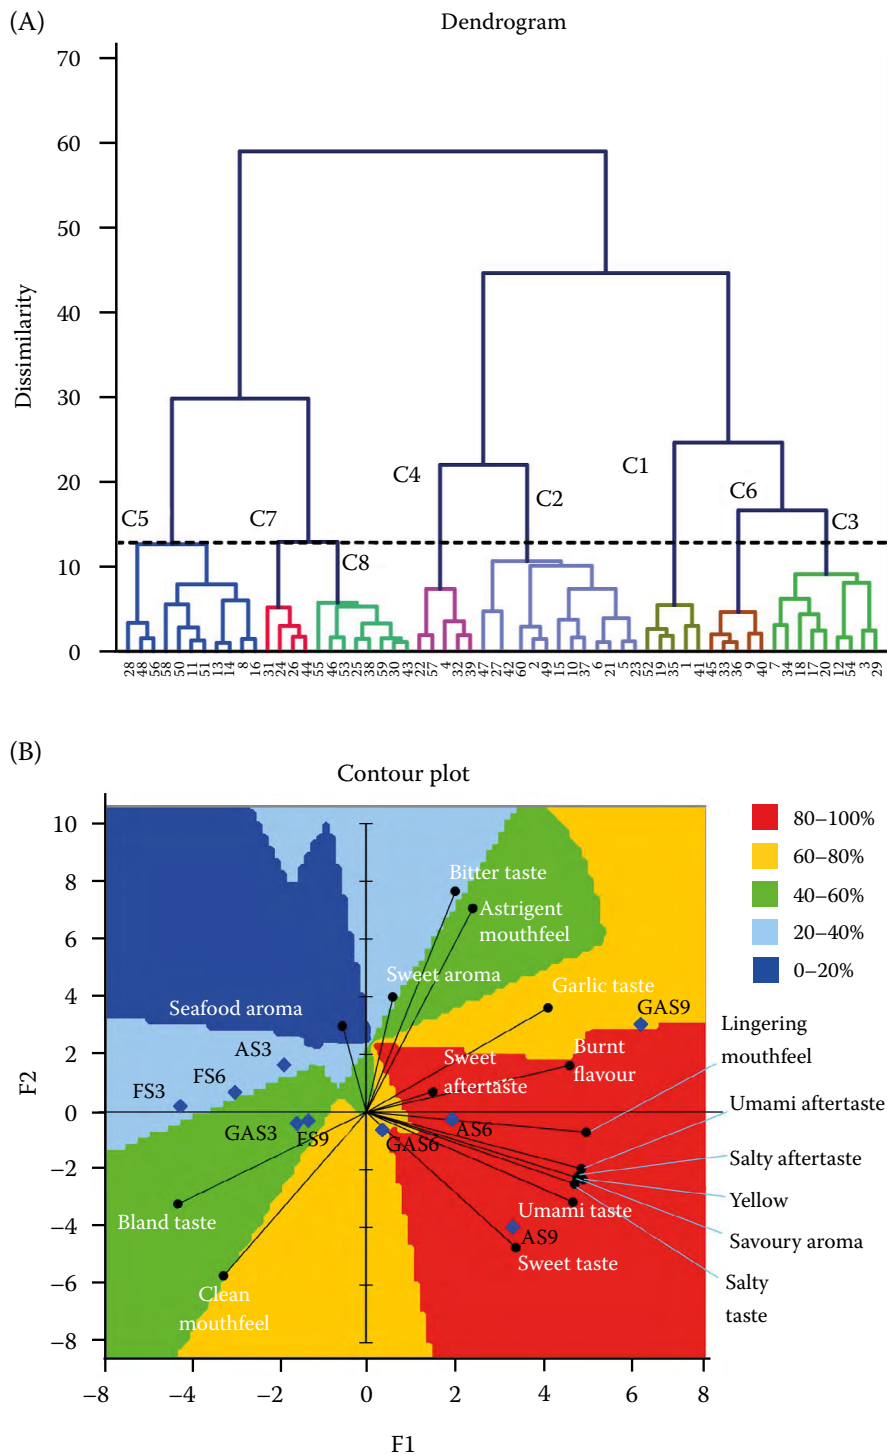 (A)
Dendrogram
70
60
50
40
30
20
10
0
Dissimilarity
C5
C7
C8
C4
C2
C1
C6
C3
28 48 56 58 50 11 51 13 14 8 16 31 24 26 44 55 46 53 25 38 59 30 43 22 57 4 32 39 47 27 42 60 2 49 15 10 37 6 21 5 23 52 19 35 1 41 45 33 36 9 40 7 34 18 17 20 12 54 3 29
(B)
Contour plot
10
8
6
4
2
0
−2
−4
−6
−8
F2
−8 −6 −4 −2 0 2 4 6 8
F1
80–100%
60–80%
40–60%
20–40%
0–20%
Bitter taste
Astrigent
mouthfeel
Sweet aroma
Garlic taste
Seafood aroma
GAS9
Lingering
mouthfeel
AS3
Sweet
aftertaste
Burnt
flavour
FS6
FS3
Umami aftertaste
GAS3
FS9
GAS6
AS6
Salty aftertaste
Yellow
Bland taste
Umami taste
AS9
Savoury aroma
Sweet taste
Clean
mouthfeel
Salty
taste